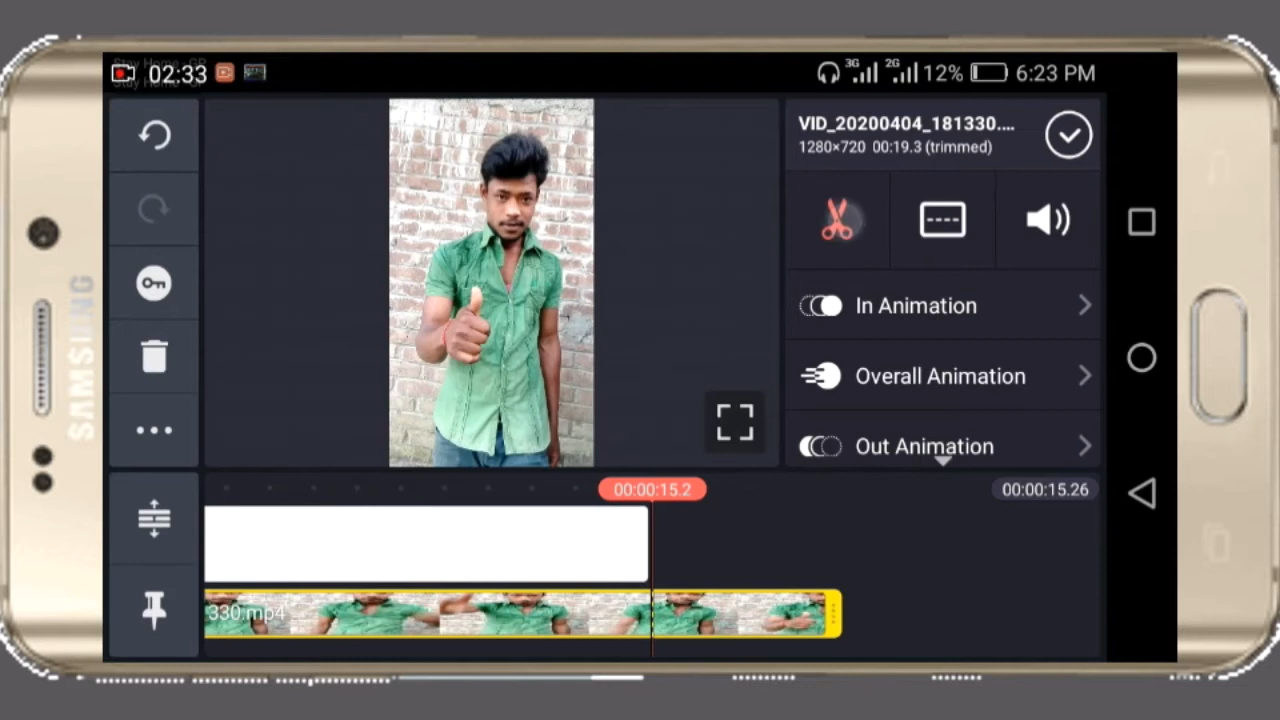 02:33
3G 2G 12% 6:23 PM
SAMSUNG
VID_20200404_181330....
1280×720 00:19.3 (trimmed)
In Animation
Overall Animation
Out Animation
00:00:15.2
00:00:15.26
330.mp4